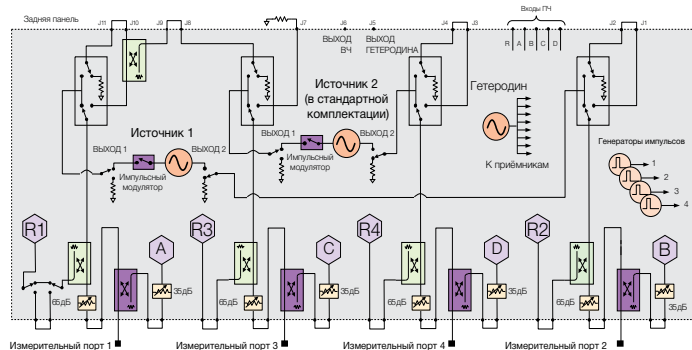 Задняя панель
J11 J10 J9 J8 J7 J6 J5 J4 J3 J2 J1
Входы ПЧ
R A B C D
ВЫХОД ВЧ
ВЫХОД ГЕТЕРОДИНА
Источник 1
ВЫХОД 1
ВЫХОД 2
Импульсный модулятор
Источник 2
(в стандартной
комплектации)
ВЫХОД 1
ВЫХОД 2
Импульсный
модулятор
Гетеродин
К приёмникам
Генераторы импульсов
1
2
3
4
R1 A R3 C R4 D R2 B
65дБ 35дБ 65дБ 35дБ 65дБ 35дБ 65дБ 35дБ
Измерительный порт 1 Измерительный порт 3 Измерительный порт 4 Измерительный порт 2